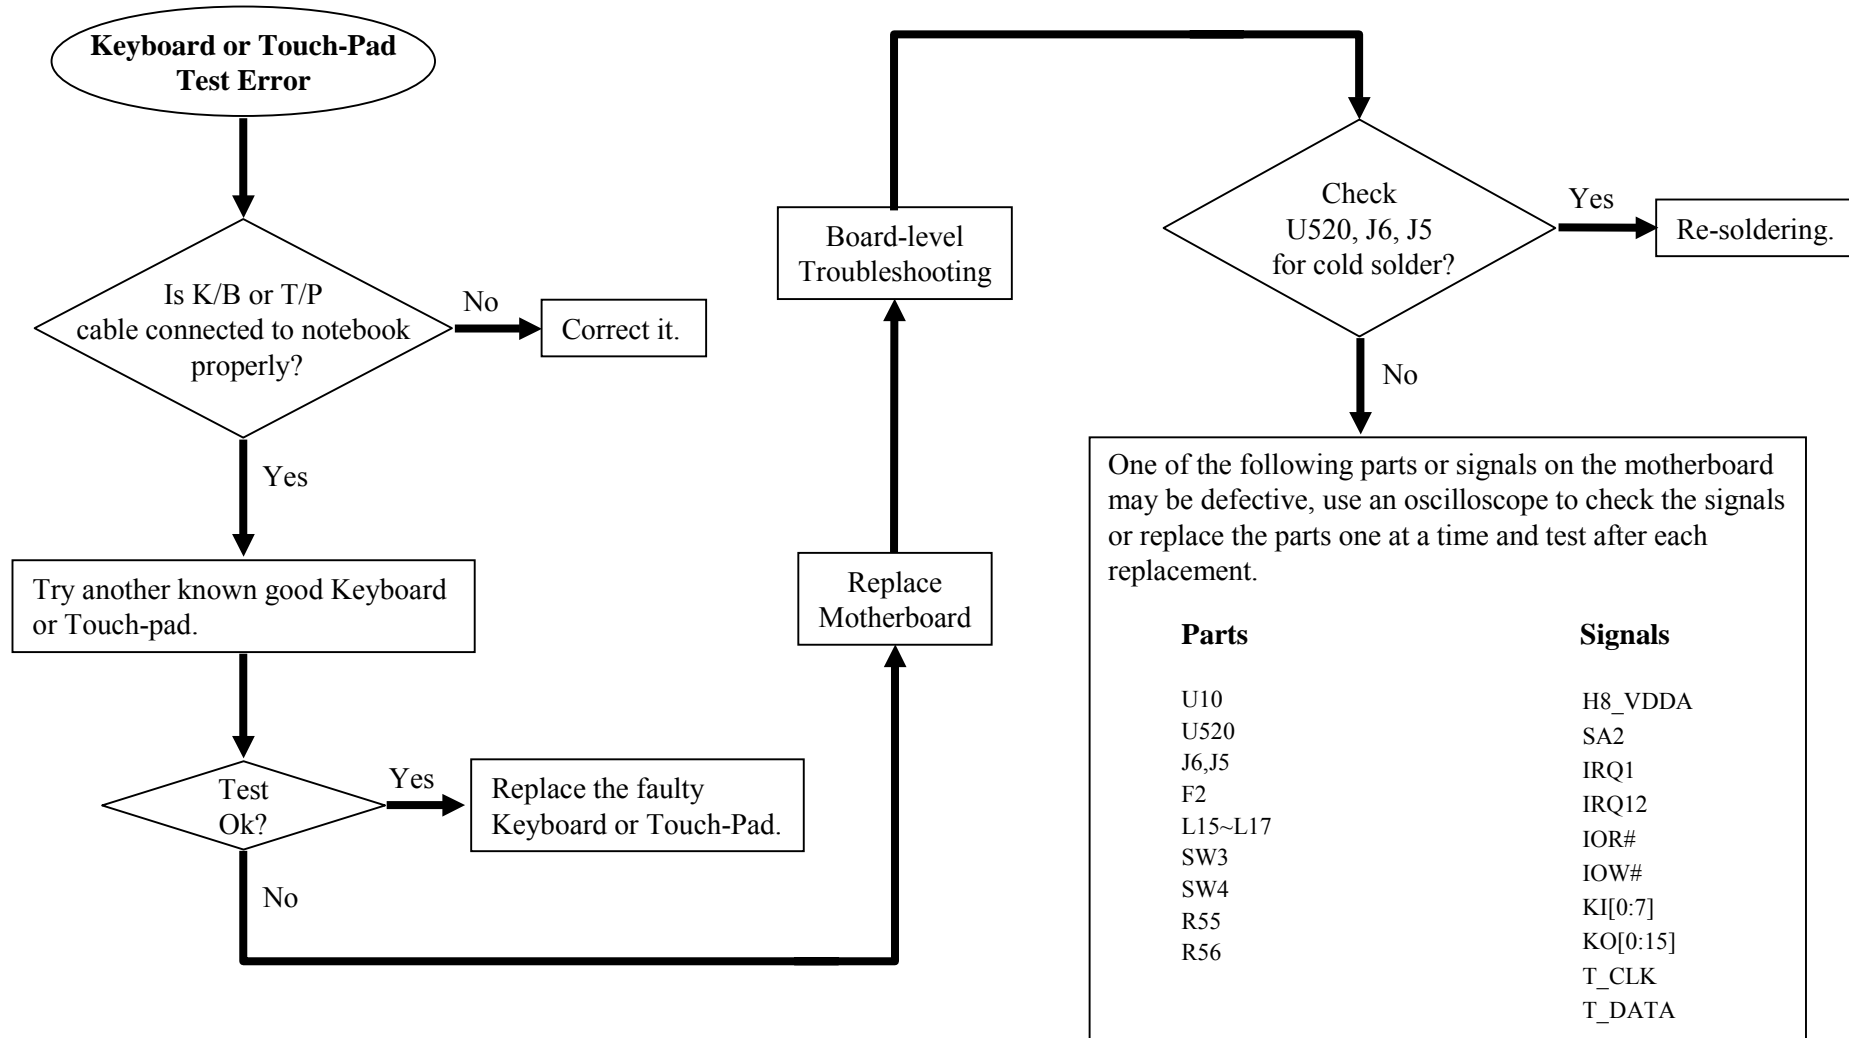 Keyboard or Touch-Pad
Test Error
Is K/B or T/P
cable connected to notebook
properly?
No
Correct it.
Yes
Try another known good Keyboard
or Touch-pad.
Test
Ok?
Yes
Replace the faulty
Keyboard or Touch-Pad.
No
Replace
Motherboard
Board-level
Troubleshooting
Check
U520, J6, J5
for cold solder?
Yes
Re-soldering.
No
One of the following parts or signals on the motherboard
may be defective, use an oscilloscope to check the signals
or replace the parts one at a time and test after each
replacement.
Parts
U10
U520
J6,J5
F2
L15~L17
SW3
SW4
R55
R56
Signals
H8_VDDA
SA2
IRQ1
IRQ12
IOR#
IOW#
KI[0:7]
KO[0:15]
T_CLK
T_DATA